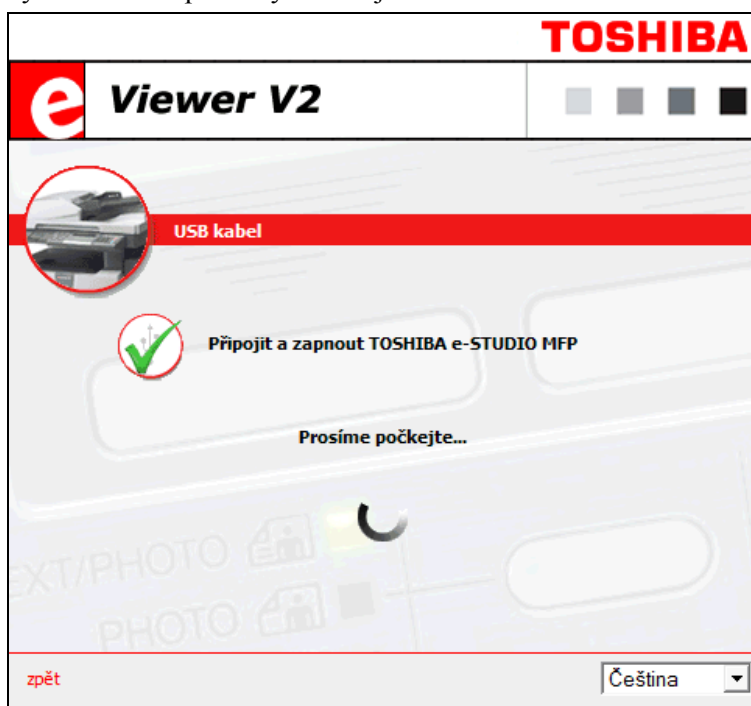 TOSHIBA
e Viewer V2
USB kabel
Připojit a zapnout TOSHIBA e-STUDIO MFP
Prosíme počkejte...
EXT/PHOTO
PHOTO
zpět
Čeština